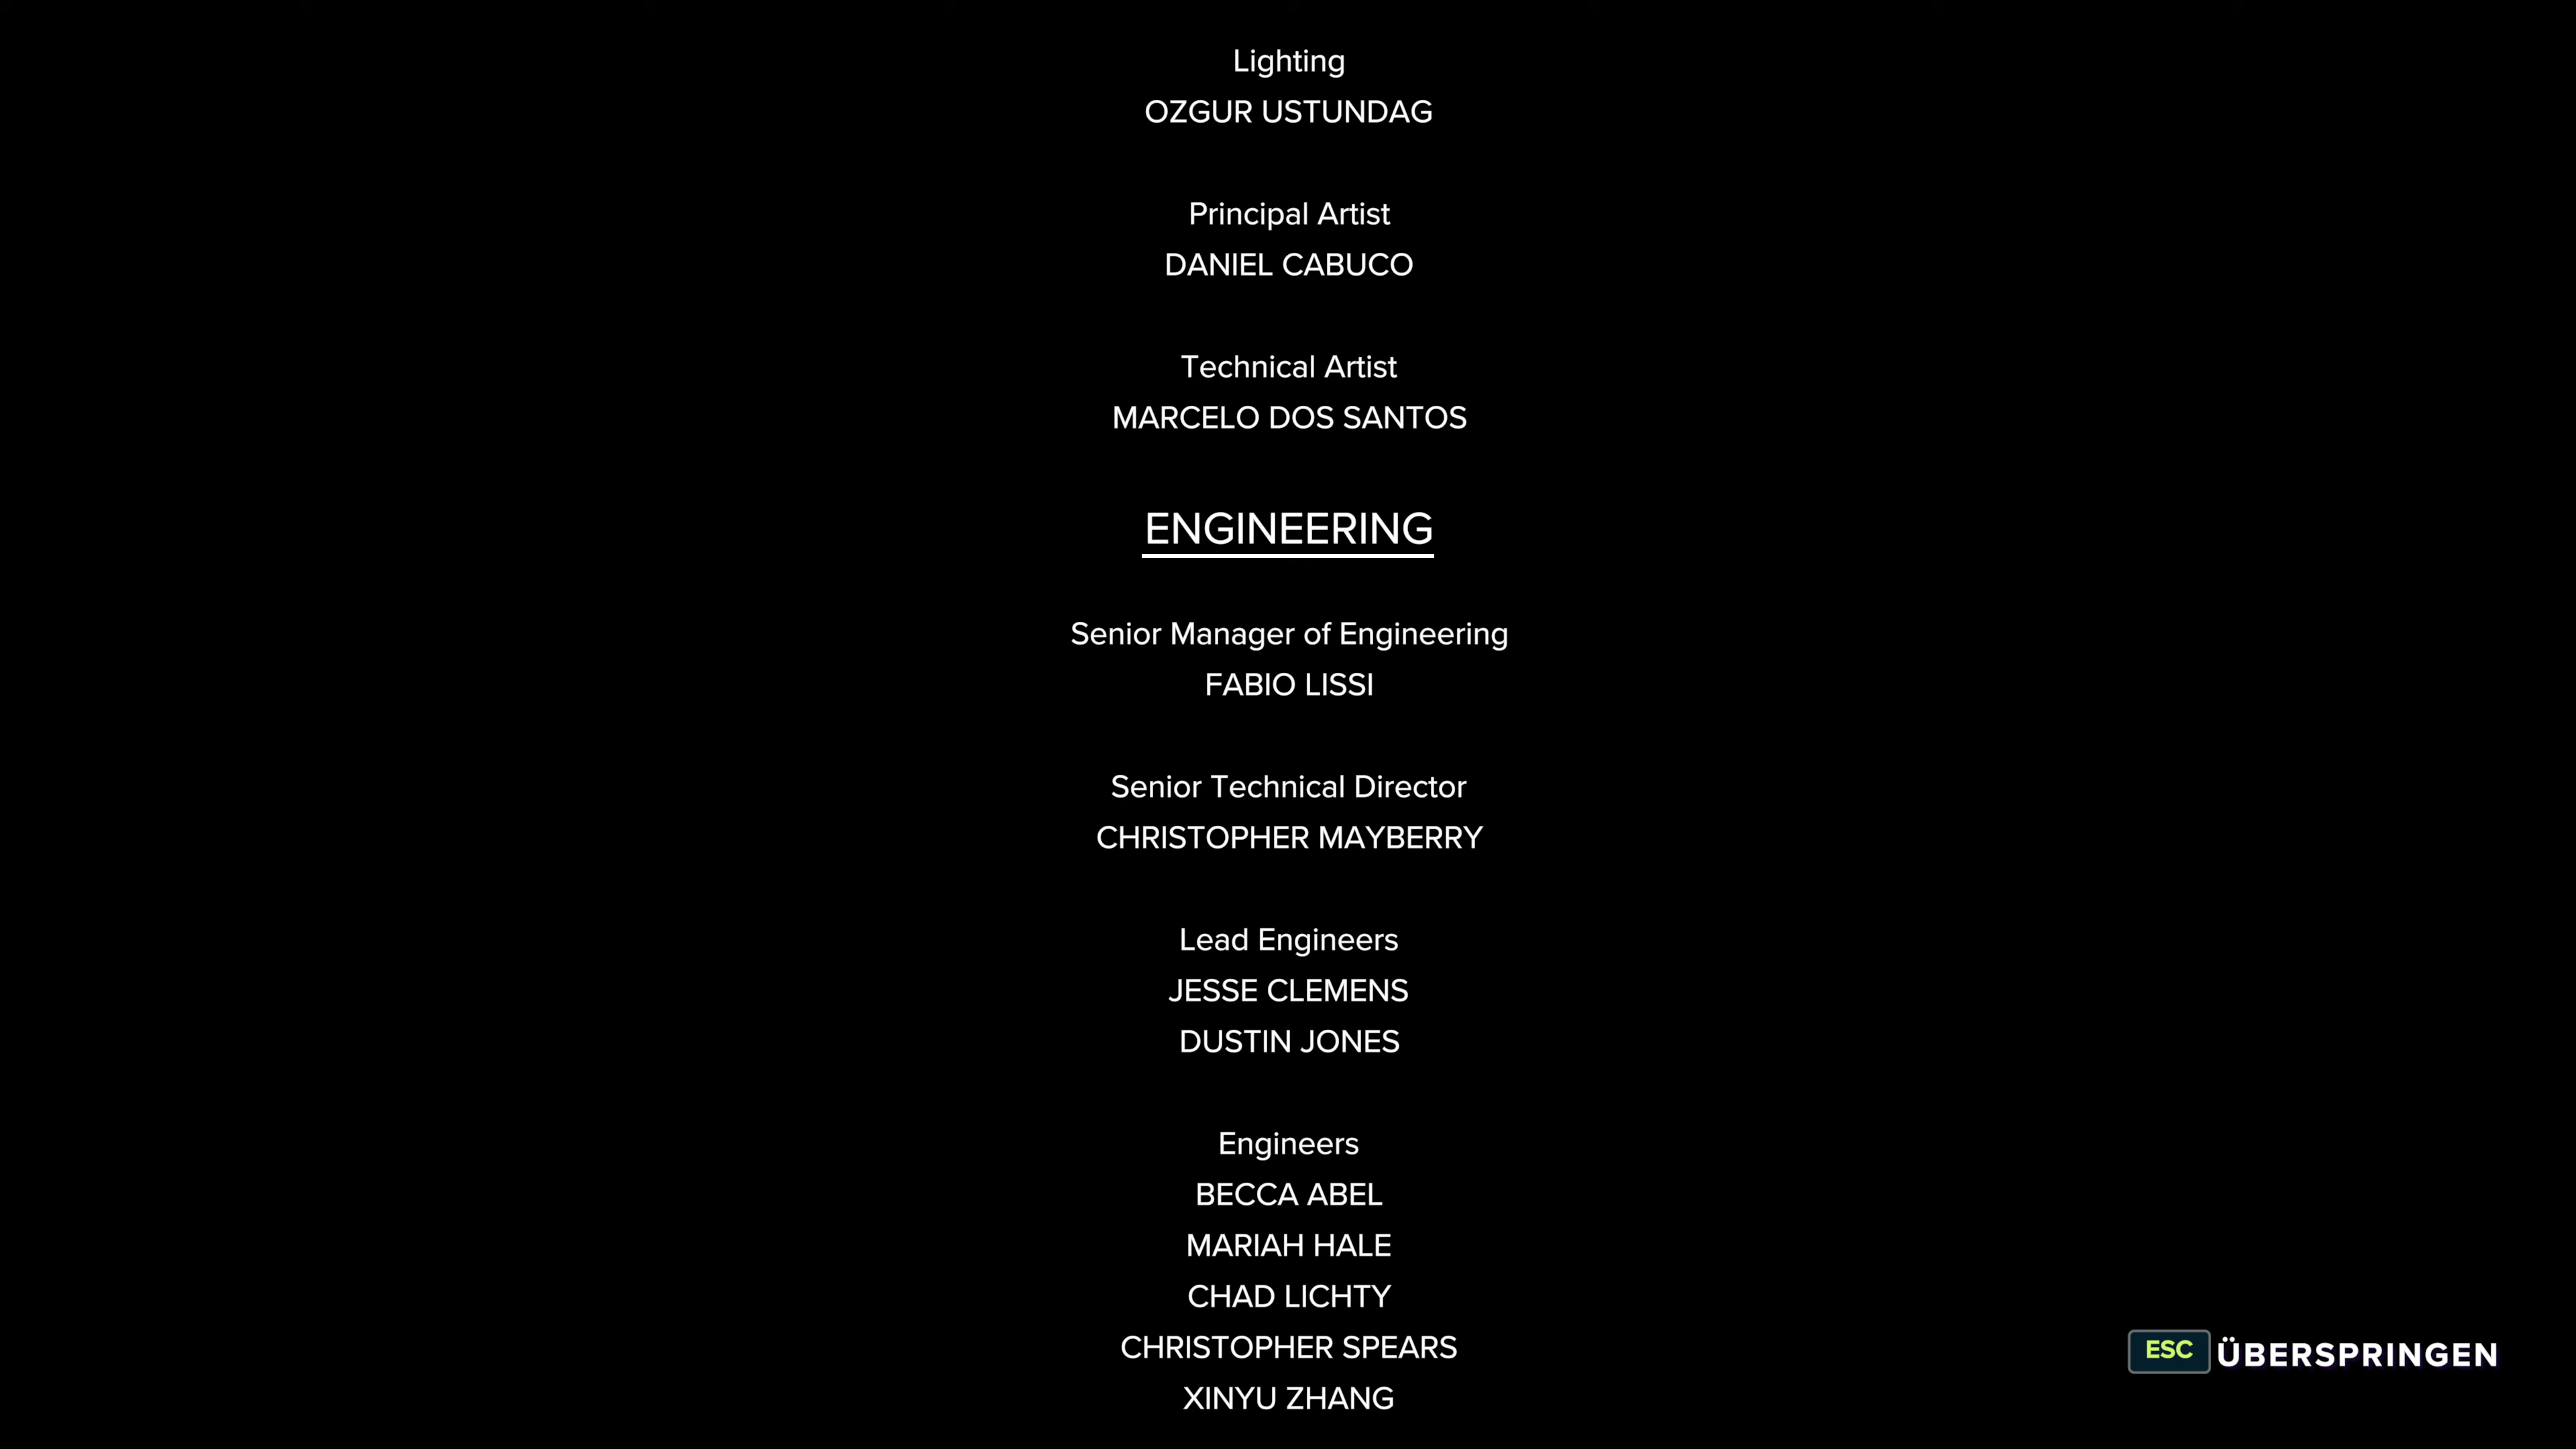 Lighting
OZGUR USTUNDAG
Principal Artist
DANIEL CABUCO
Technical Artist
MARCELO DOS SANTOS
ENGINEERING
Senior Manager of Engineering
FABIO LISSI
Senior Technical Director
CHRISTOPHER MAYBERRY
Lead Engineers
JESSE CLEMENS
DUSTIN JONES
Engineers
BECCA ABEL
MARIAH HALE
CHAD LICHTY
CHRISTOPHER SPEARS
XINYU ZHANG
ESC ÜBERSPRINGEN